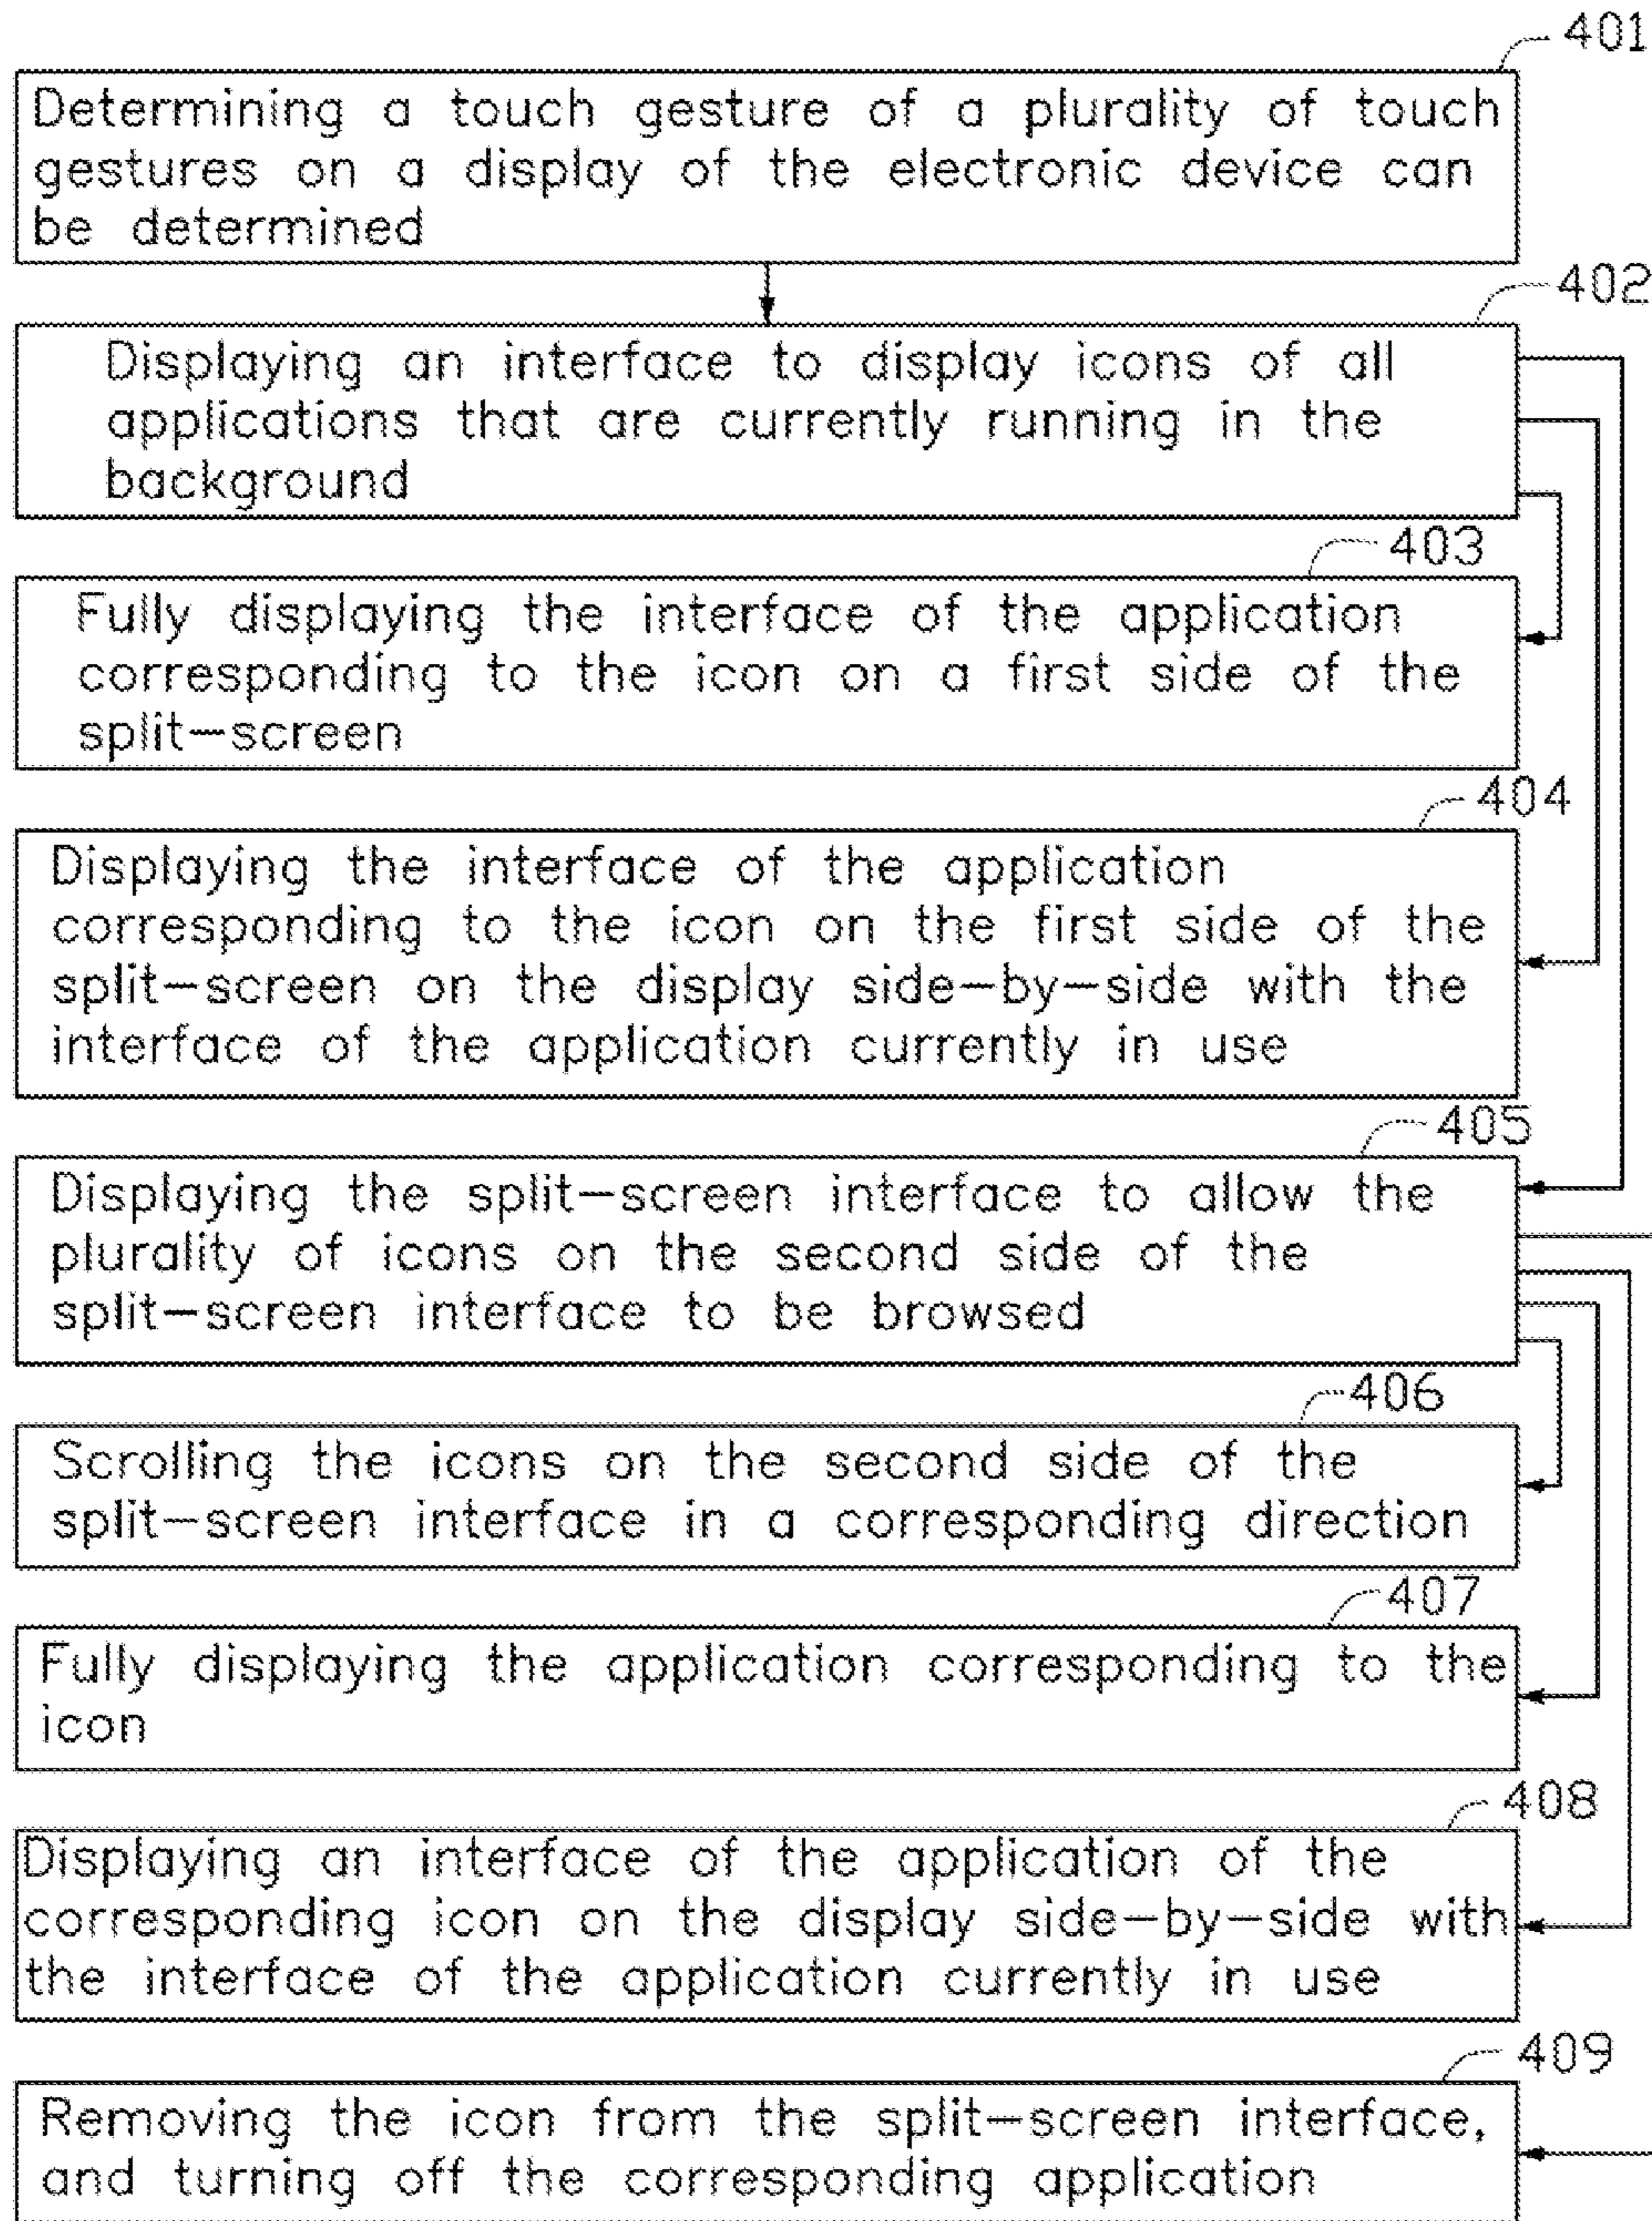 401
Determining a touch gesture of a plurality of touch
gestures on a display of the electronic device can
be determined
402
Displaying an interface to display icons of all
applications that are currently running in the
background
403
Fully displaying the interface of the application
corresponding to the icon on a first side of the
split-screen
404
Displaying the interface of the application
corresponding to the icon on the first side of the
split-screen on the display side-by-side with the
interface of the application currently in use
405
Displaying the split-screen interface to allow the
plurality of icons on the second side of the
split-screen interface to be browsed
406
Scrolling the icons on the second side of the
split-screen interface in a corresponding direction
407
Fully displaying the application corresponding to the
icon
408
Displaying an interface of the application of the
corresponding icon on the display side-by-side with
the interface of the application currently in use
409
Removing the icon from the split-screen interface,
and turning off the corresponding application